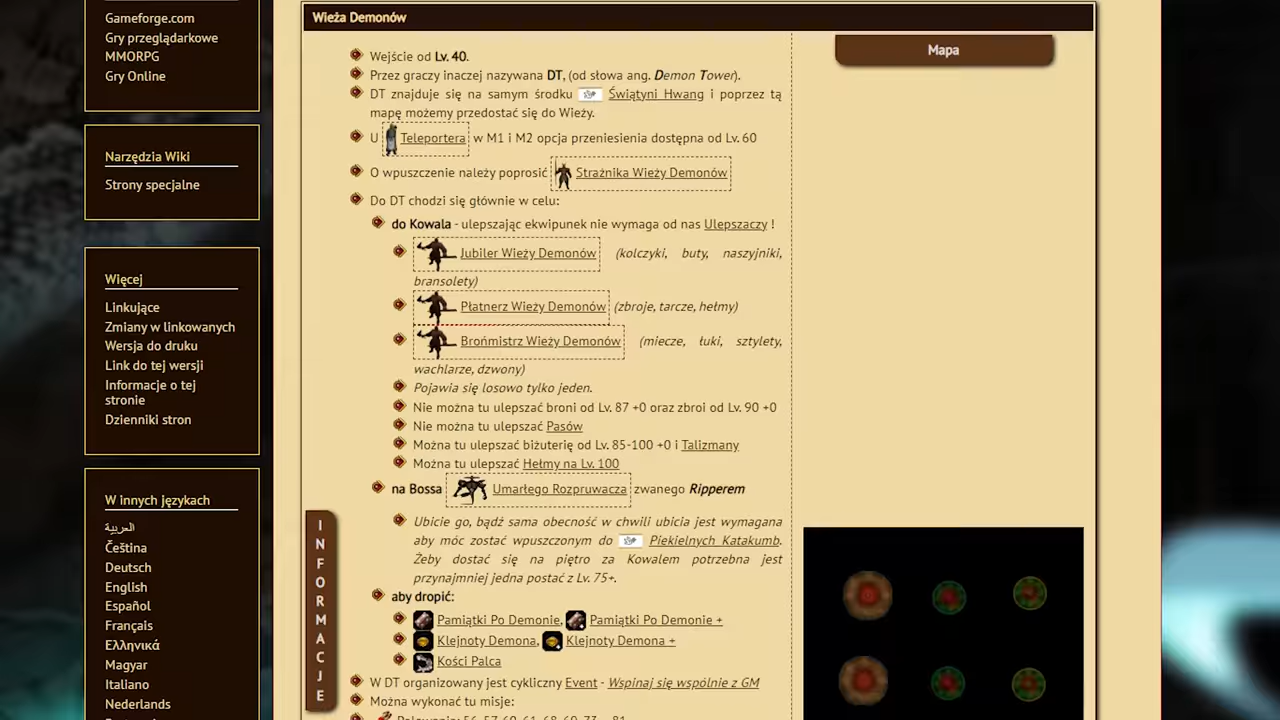 Gameforge.com
Gry przeglądarkowe
MMORPG
Gry Online
Narzędzia Wiki
Strony specjalne
Więcej
Linkujące
Zmiany w linkowanych
Wersja do druku
Link do tej wersji
Informacje o tej
stronie
Dzienniki stron
W innych językach
العربية
Čeština
Deutsch
English
Español
Français
Ελληνικά
Magyar
Italiano
Nederlands
Wieża Demonów
Wejście od Lv. 40.
Przez graczy inaczej nazywana DT, (od słowa ang. Demon Tower).
DT znajduje się na samym środku Świątyni Hwang i poprzez tą
mapę możemy przedostać się do Wieży.
U Teleportera w M1 i M2 opcja przeniesienia dostępna od Lv. 60
O wpuszczenie należy poprosić Strażnika Wieży Demonów
Do DT chodzi się głównie w celu:
do Kowala - ulepszając ekwipunek nie wymaga od nas Ulepszaczy !
Jubiler Wieży Demonów (kolczyki, buty, naszyjniki,
bransolety)
Płatnerz Wieży Demonów (zbroje, tarcze, hełmy)
Brońmistrz Wieży Demonów (miecze, łuki, sztylety,
wachlarze, dzwony)
Pojawia się losowo tylko jeden.
Nie można tu ulepszać broni od Lv. 87 +0 oraz zbroi od Lv. 90 +0
Nie można tu ulepszać Pasów
Można tu ulepszać biżuterię od Lv. 85-100 +0 i Talizmany
Można tu ulepszać Hełmy na Lv. 100
na Bossa Umarłego Rozpruwacza zwanego Ripperem
Ubicie go, bądź sama obecność w chwili ubicia jest wymagana
aby móc zostać wpuszczonym do Piekielnych Katakumb.
Żeby dostać się na piętro za Kowalem potrzebna jest
przynajmniej jedna postać z Lv. 75+.
aby dropić:
Pamiątki Po Demonie, Pamiątki Po Demonie +
Klejnoty Demona, Klejnoty Demona +
Kości Palca
W DT organizowany jest cykliczny Event - Wspinaj się wspólnie z GM
Można wykonać tu misje:
INFORMACJE
Mapa